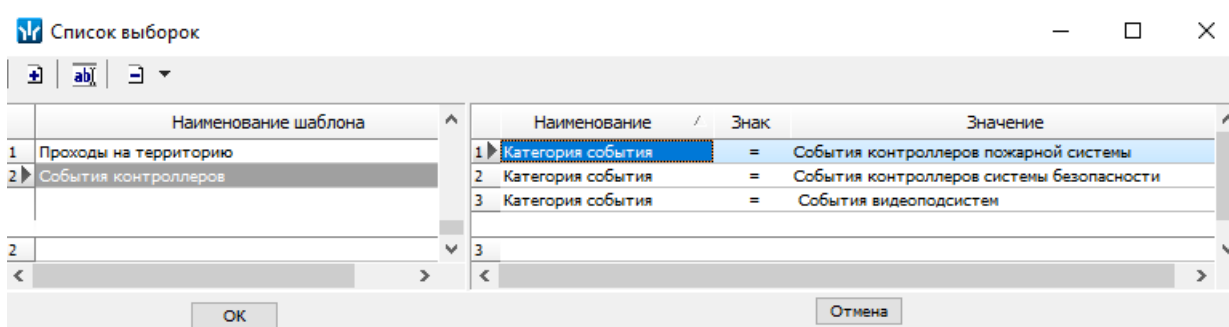 Список выборок
ab
Наименование шаблона
1 Проходы на территорию
2 События контроллеров
2
Наименование Знак Значение
1 Категория события = События контроллеров пожарной системы
2 Категория события = События контроллеров системы безопасности
3 Категория события = События видеоподсистем
3
ОК Отмена